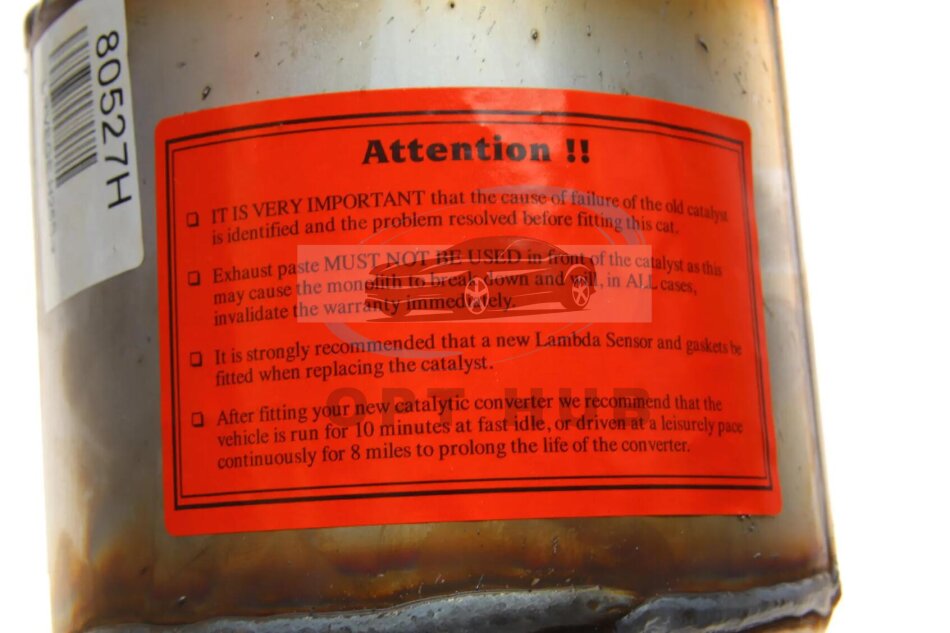 80527H
Attention !!
❑ IT IS VERY IMPORTANT that the cause of failure of the old catalyst
is identified and the problem resolved before fitting this cat.
❑ Exhaust paste MUST NOT BE USED in front of the catalyst as this
may cause the monolith to break down and will, in ALL cases,
invalidate the warranty immediately.
❑ It is strongly recommended that a new Lambda Sensor and gaskets be
fitted when replacing the catalyst.
❑ After fitting your new catalytic converter we recommend that the
vehicle is run for 10 minutes at fast idle, or driven at a leisurely pace
continuously for 8 miles to prolong the life of the converter.
OPT HUB